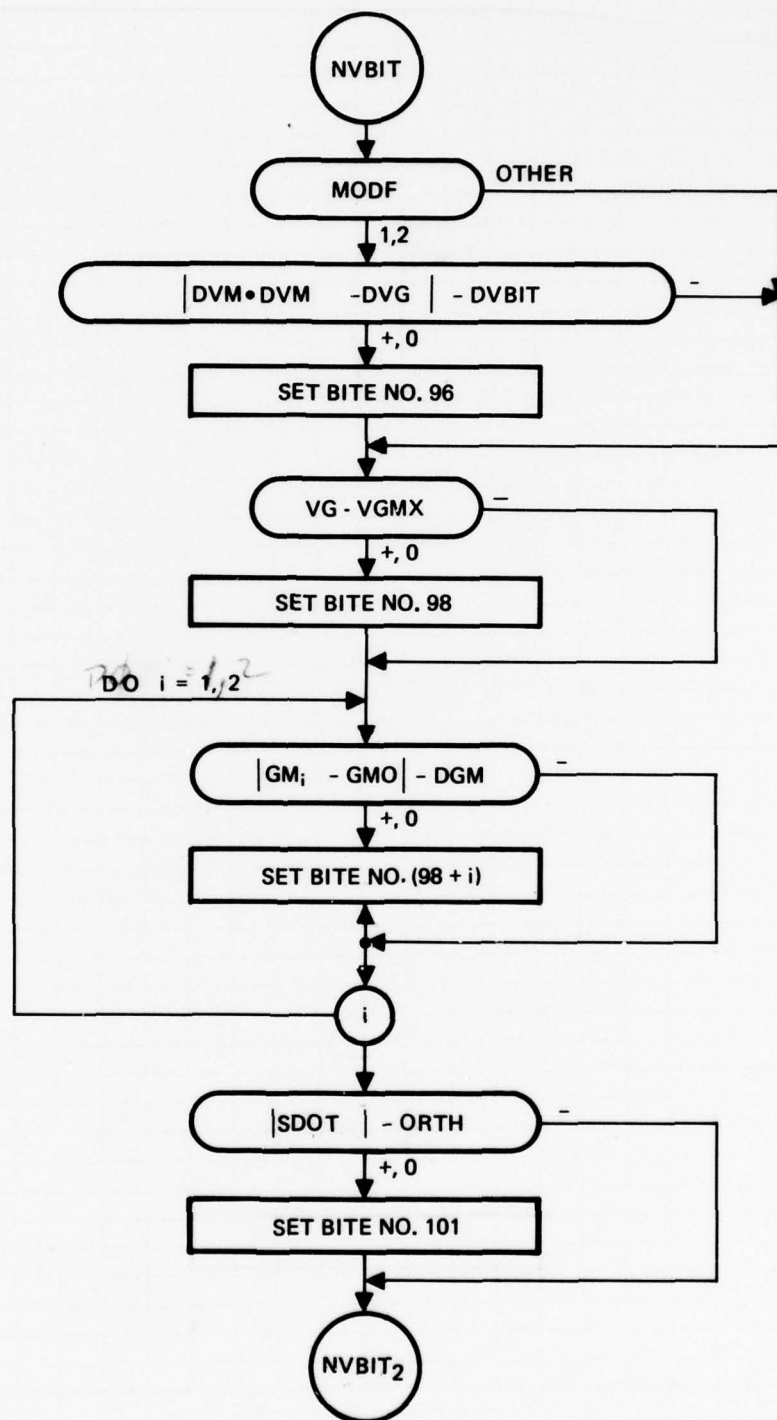 NVBIT
MODF
OTHER
1,2
|DVM•DVM -DVG | - DVBIT
-
+, 0
SET BITE NO. 96
VG - VGMX
-
+, 0
SET BITE NO. 98
DO i = 1, 2
|GMi - GMO| - DGM
-
+, 0
SET BITE NO. (98 + i)
i
|SDOT | - ORTH
-
+, 0
SET BITE NO. 101
NVBIT2